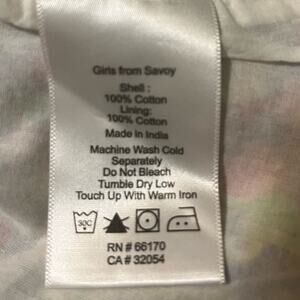 Girls from Savoy
Shell :
100% Cotton
Lining:
100% Cotton
Made in India
Machine Wash Cold
Separately
Do Not Bleach
Tumble Dry Low
Touch Up With Warm Iron
30C
RN # 66170
CA # 32054